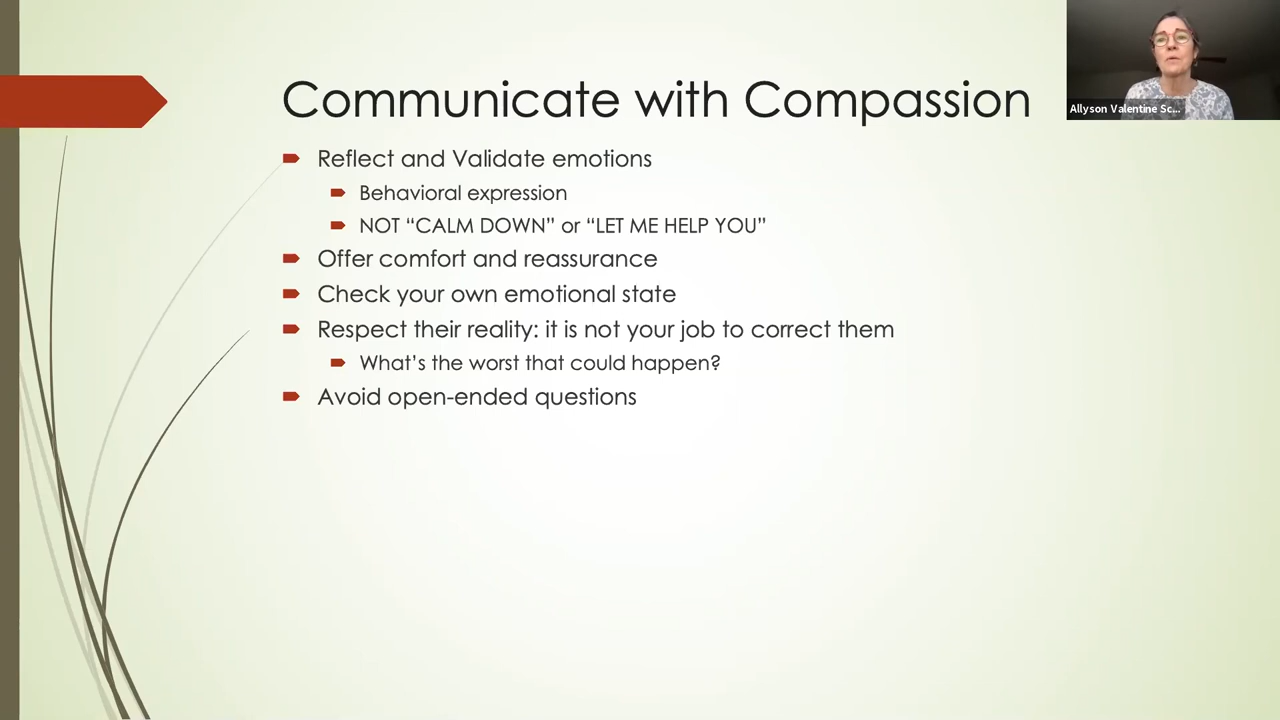 Communicate with Compassion
Allyson Valentine Sc...
Reflect and Validate emotions
Behavioral expression
NOT “CALM DOWN” or “LET ME HELP YOU”
Offer comfort and reassurance
Check your own emotional state
Respect their reality: it is not your job to correct them
What’s the worst that could happen?
Avoid open-ended questions